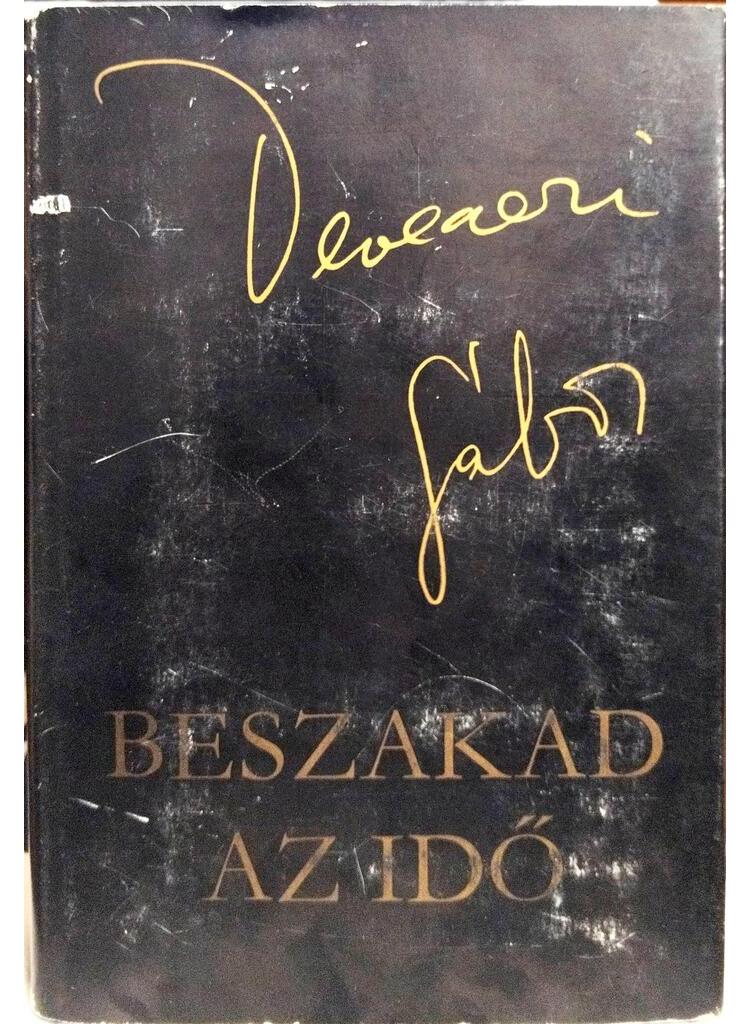 Devecseri
Gábor
BESZAKAD
AZ IDŐ